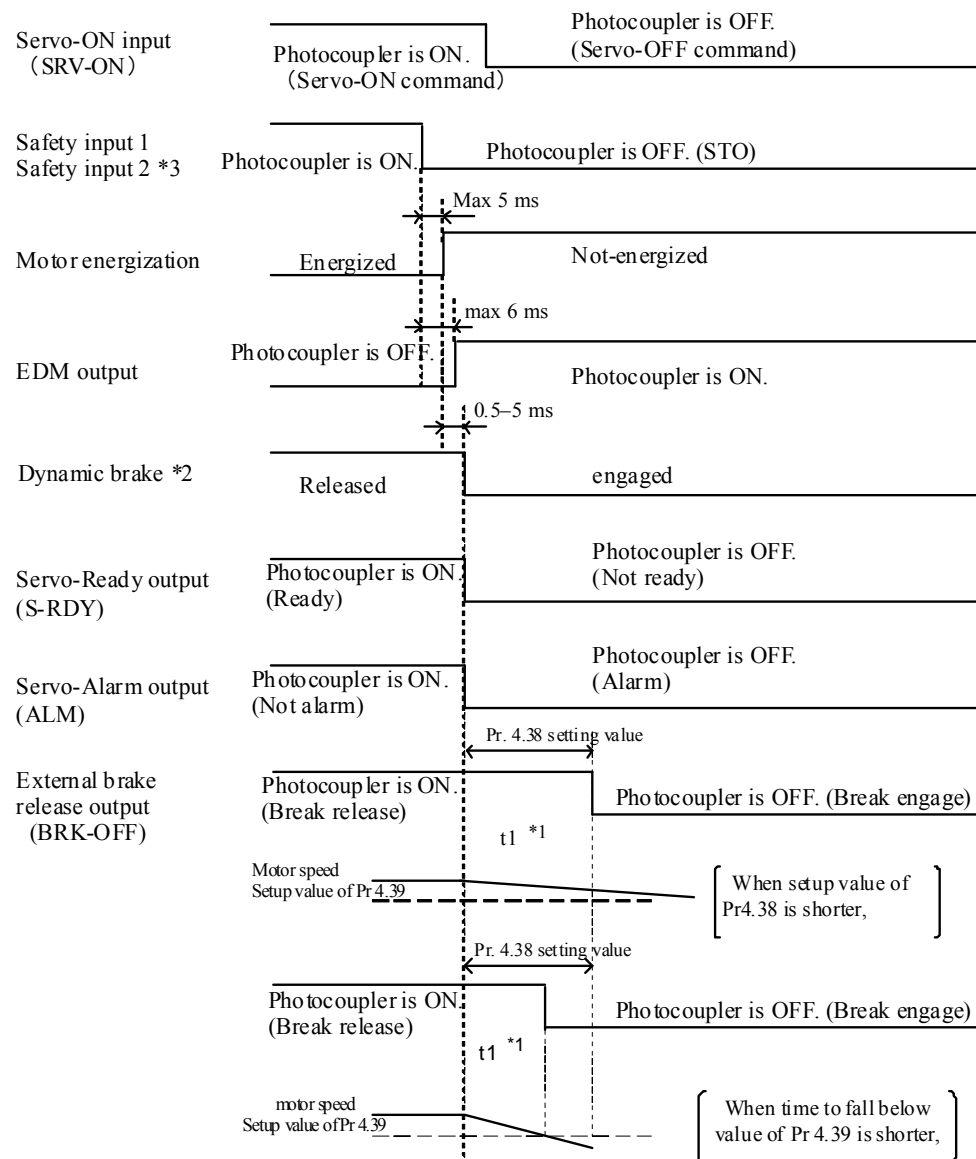 Servo-ON input
（SRV-ON）
Photocoupler is ON.
（Servo-ON command）
Photocoupler is OFF.
(Servo-OFF command)
Safety input 1
Safety input 2 *3
Photocoupler is ON.
Photocoupler is OFF. (STO)
Max 5 ms
Motor energization
Energized
Not-energized
max 6 ms
EDM output
Photocoupler is OFF.
Photocoupler is ON.
0.5–5 ms
Dynamic brake *2
Released
engaged
Servo-Ready output
(S-RDY)
Photocoupler is ON.
(Ready)
Photocoupler is OFF.
(Not ready)
Servo-Alarm output
(ALM)
Photocoupler is ON.
(Not alarm)
Photocoupler is OFF.
(Alarm)
Pr. 4.38 setting value
External brake
release output
(BRK-OFF)
Photocoupler is ON.
(Break release)
Photocoupler is OFF. (Break engage)
t1 *1
Motor speed
Setup value of Pr 4.39
When setup value of
Pr4.38 is shorter,
Pr. 4.38 setting value
Photocoupler is ON.
(Break release)
Photocoupler is OFF. (Break engage)
t1 *1
motor speed
Setup value of Pr 4.39
When time to fall below
value of Pr 4.39 is shorter,